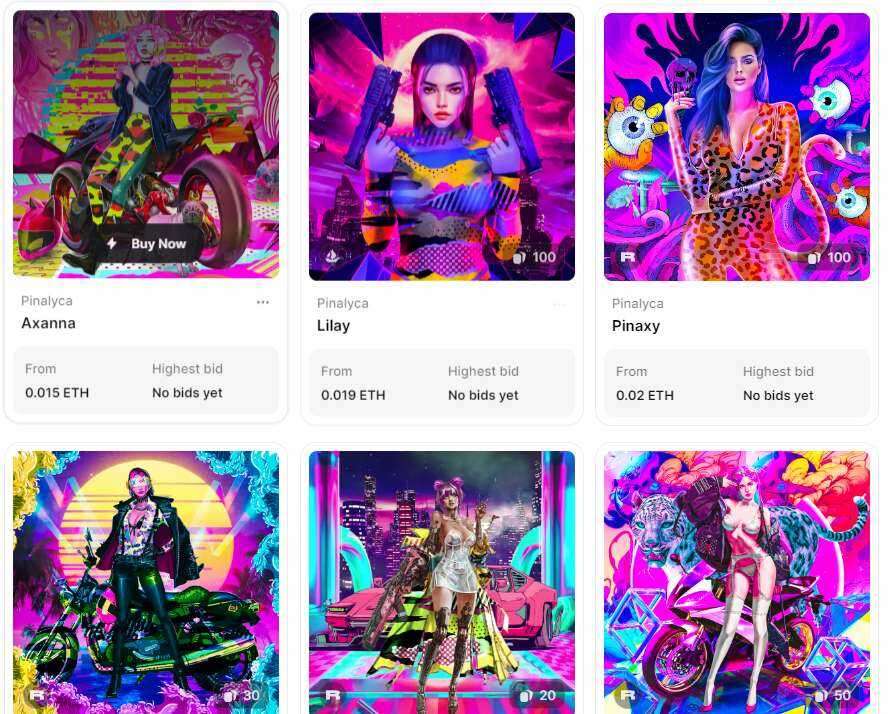 Buy Now
100
100
Pinalyca
Axanna
Pinalyca
Lilay
Pinalyca
Pinaxy
From
Highest bid
0.015 ETH
No bids yet
From
Highest bid
0.019 ETH
No bids yet
From
Highest bid
0.02 ETH
No bids yet
30
20
50